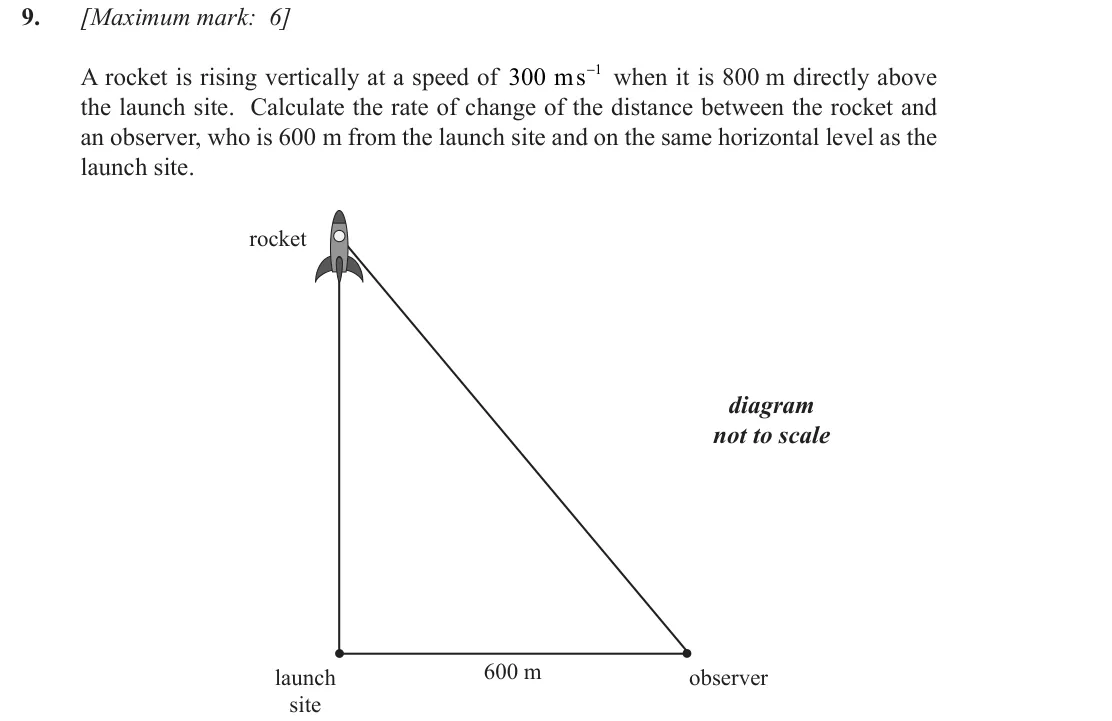 9. [Maximum mark: 6]
A rocket is rising vertically at a speed of 300 m s⁻¹ when it is 800 m directly above
the launch site. Calculate the rate of change of the distance between the rocket and
an observer, who is 600 m from the launch site and on the same horizontal level as the
launch site.
rocket
diagram
not to scale
600 m
launch
site
observer